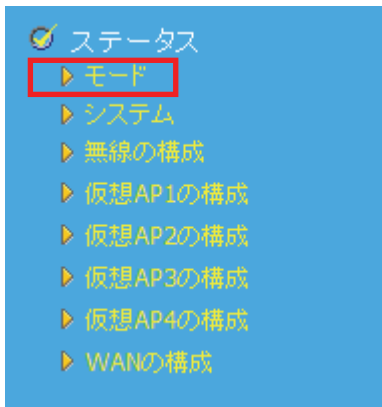 ステータス
モード
システム
無線の構成
仮想AP1の構成
仮想AP2の構成
仮想AP3の構成
仮想AP4の構成
WANの構成